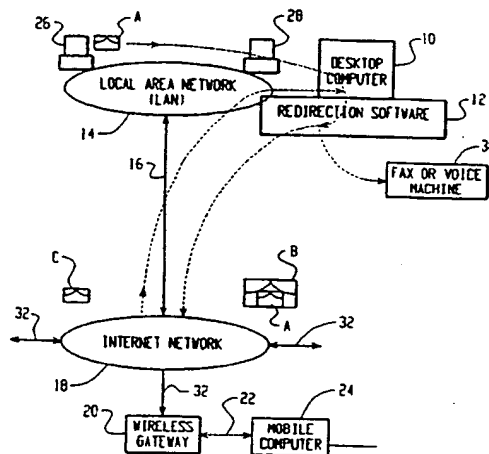 26
A
28
10
DESKTOP
COMPUTER
LOCAL AREA NETWORK
(LAN)
REDIRECTION SOFTWARE
12
14
16
3
FAX OR VOICE
MACHINE
C
B
A
32
32
INTERNET NETWORK
18
32
20
22
24
WIRELESS
GATEWAY
MOBILE
COMPUTER